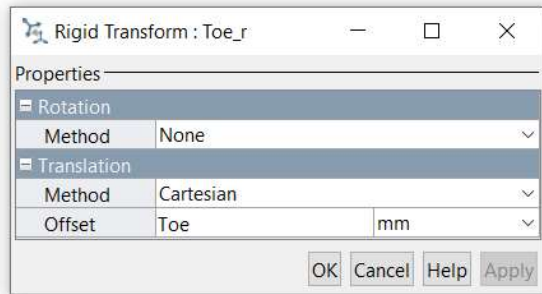 Rigid Transform : Toe_r
Properties
Rotation
Method None
Translation
Method Cartesian
Offset Toe mm
OK Cancel Help Apply